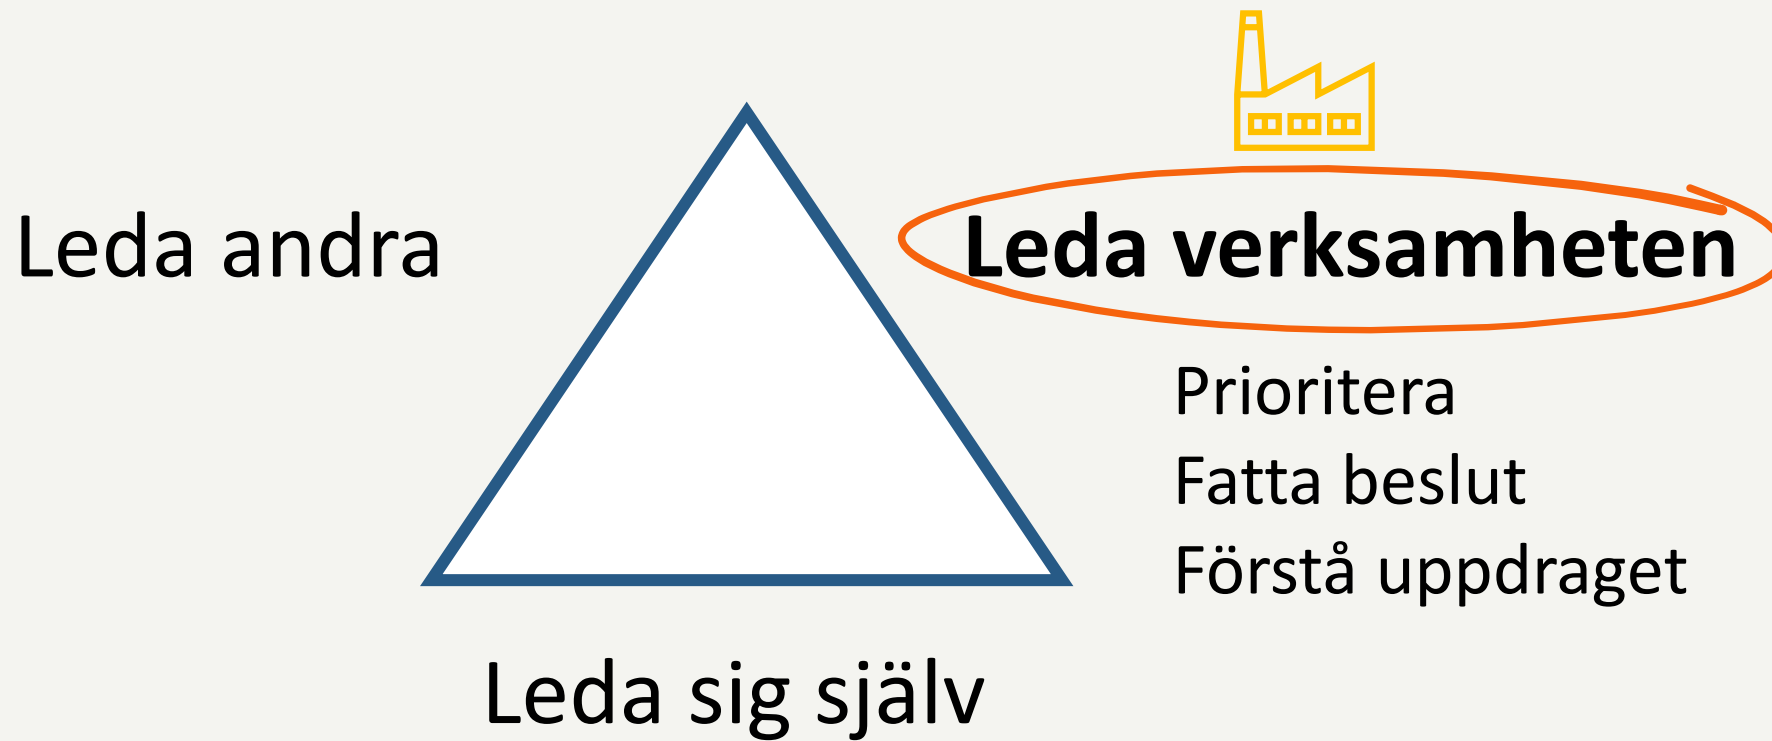 Leda andra
Leda verksamheten
Prioritera
Fatta beslut
Förstå uppdraget
Leda sig själv